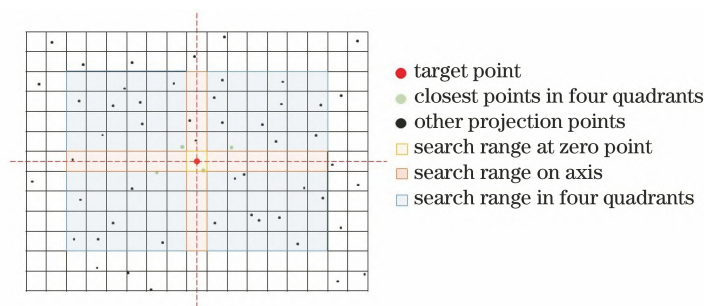 target point
closest points in four quadrants
other projection points
search range at zero point
search range on axis
search range in four quadrants